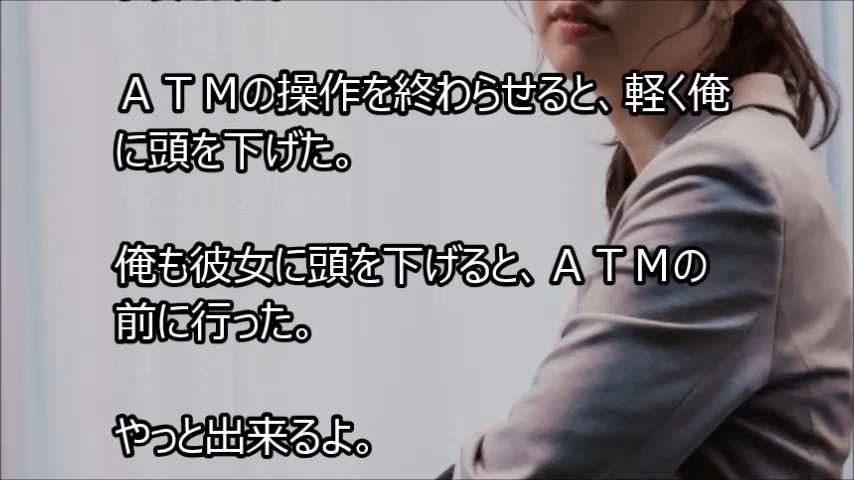 ＡＴＭの操作を終わらせると、軽く俺
に頭を下げた。
俺も彼女に頭を下げると、ＡＴＭの
前に行った。
やっと出来るよ。